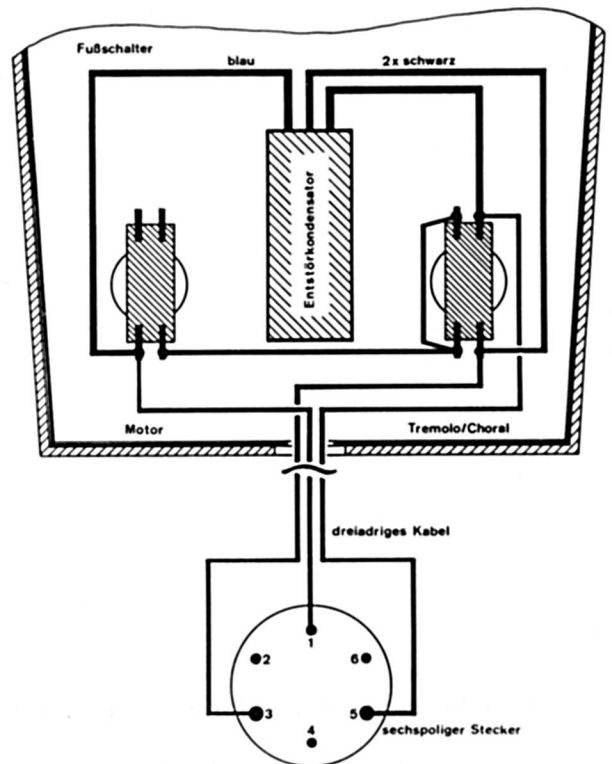 Fußschalter
blau
2x schwarz
Entstörkondensator
Motor
Tremolo/Choral
dreiadriges Kabel
1
2
6
3
5
4
sechspoliger Stecker